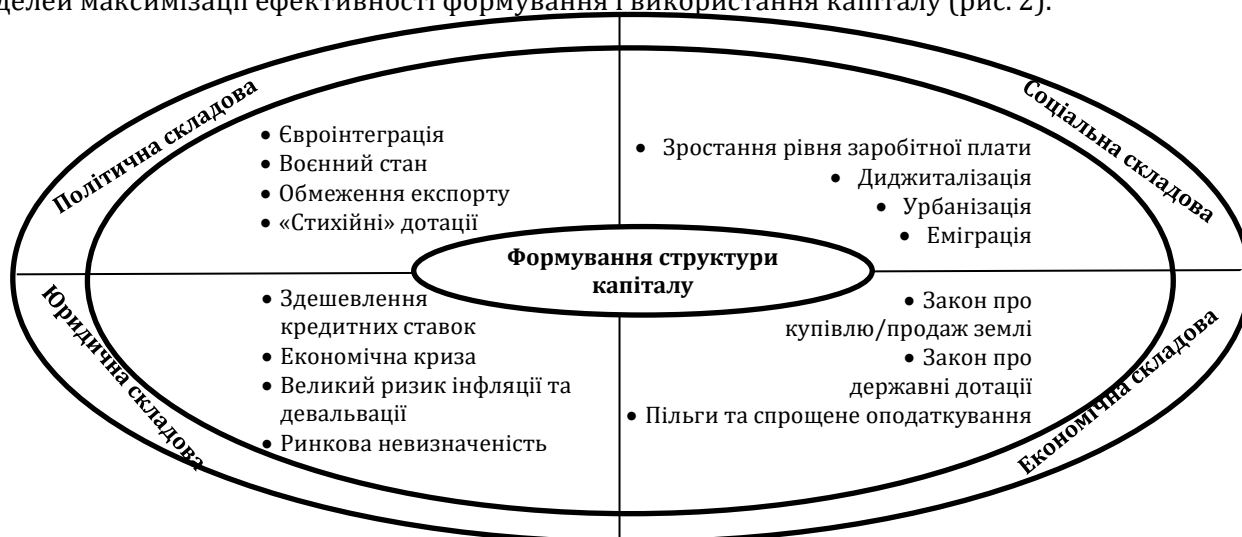 делей максимізації ефективності формування і використання капіталу (рис. 2).
Політична складова
• Євроінтеграція
• Воєнний стан
• Обмеження експорту
• «Стихійні» дотації
Соціальна складова
• Зростання рівня заробітної плати
• Диджиталізація
• Урбанізація
• Еміграція
Формування структури
капіталу
Юридична складова
• Здешевлення
кредитних ставок
• Економічна криза
• Великий ризик інфляції та
девальвації
• Ринкова невизначеність
• Закон про
купівлю/продаж землі
• Закон про
державні дотації
• Пільги та спрощене оподаткування
Економічна складова